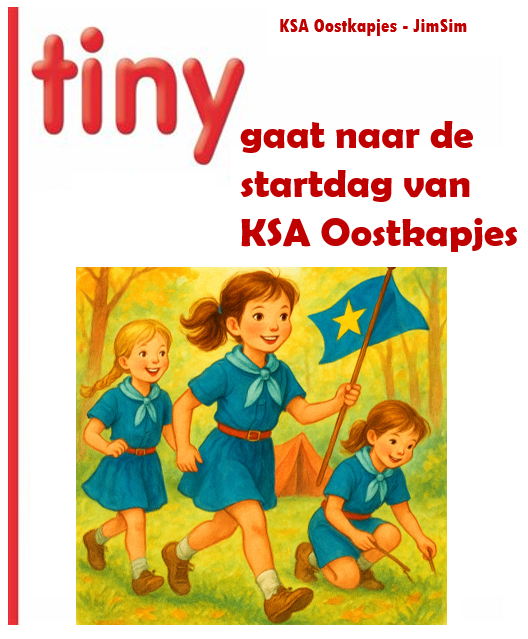 KSA Oostkapjes - JimSim
tiny
gaat naar de
startdag van
KSA Oostkapjes